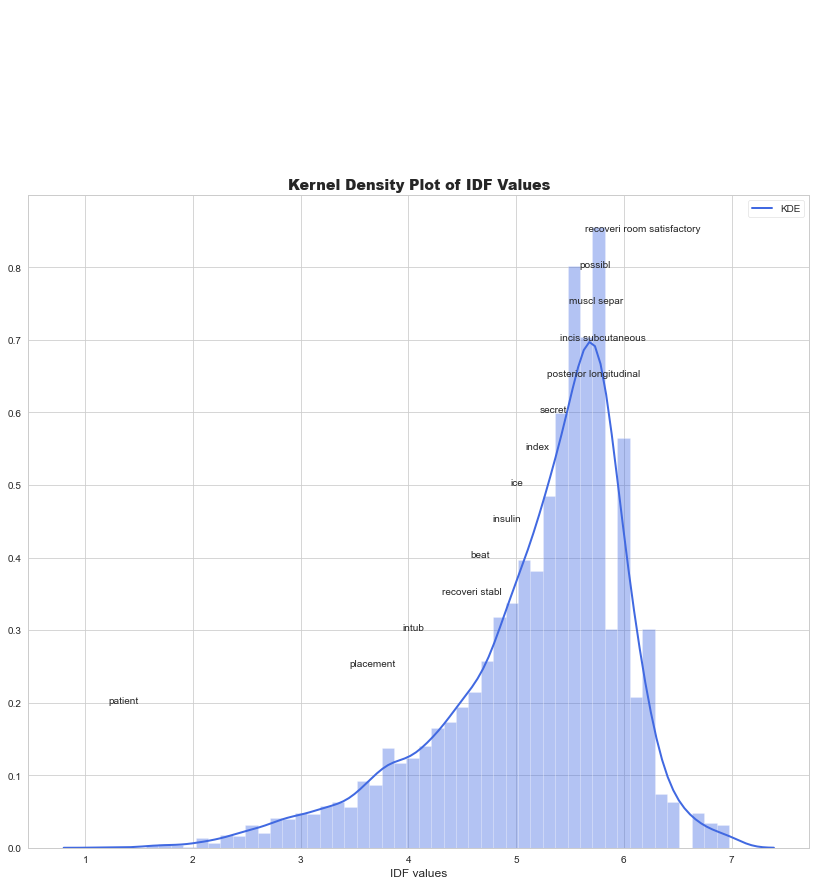 Kernel Density Plot of IDF Values
KDE
recoveri room satisfactory
0.8
possibl
muscl separ
0.7
incis subcutaneous
posterior longitudinal
0.6
secret
index
0.5
ice
insulin
0.4
beat
recoveri stabl
0.3
intub
placement
0.2
patient
0.1
0.0
1 2 3 4 5 6 7
IDF values